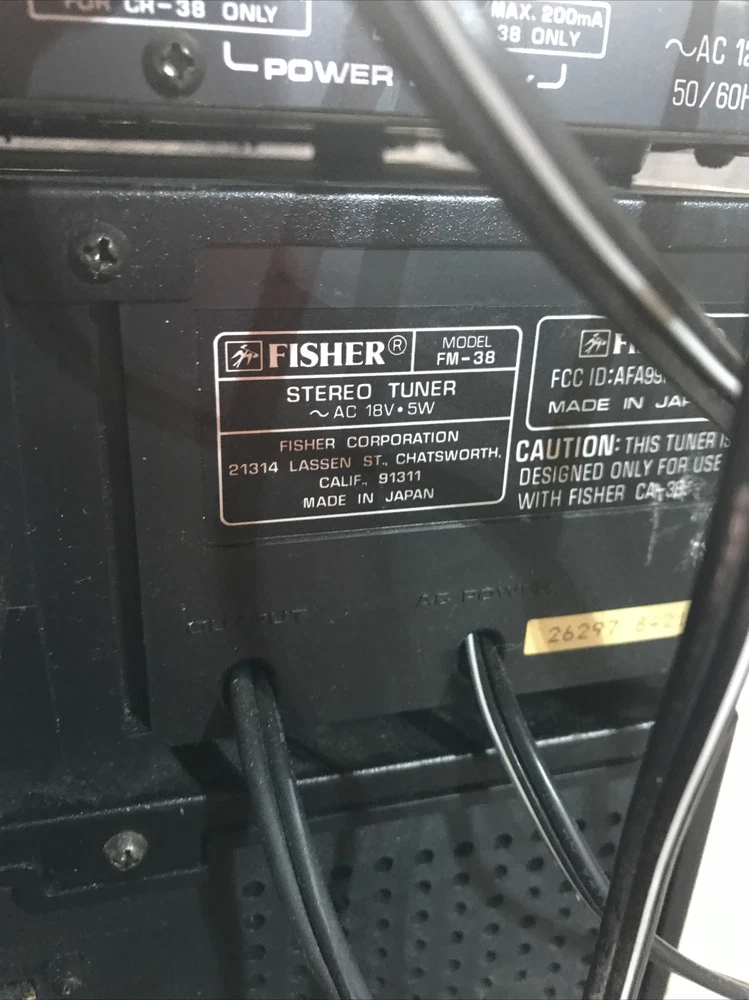 FOR CR-38 ONLY
MAX. 200mA
38 ONLY
POWER
~AC 12
50/60H
FISHER®
MODEL
FM-38
STEREO TUNER
~ AC 18V • 5W
FISHER CORPORATION
21314 LASSEN ST., CHATSWORTH,
CALIF., 91311
MADE IN JAPAN
FCC ID:AFA99
MADE IN JAP
CAUTION: THIS TUNER IS
DESIGNED ONLY FOR USE
WITH FISHER CA-38.
OUTPUT
AC POWER
26297